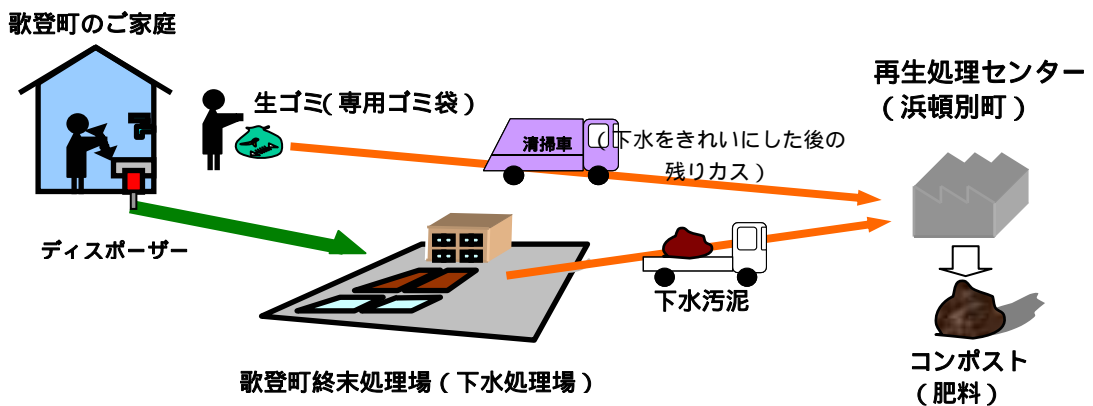 歌登町のご家庭
生ゴミ(専用ゴミ袋)
清掃車
(下水をきれいにした後の
残りカス)
再生処理センター
(浜頓別町)
ディスポーザー
下水汚泥
歌登町終末処理場(下水処理場)
コンポスト
(肥料)